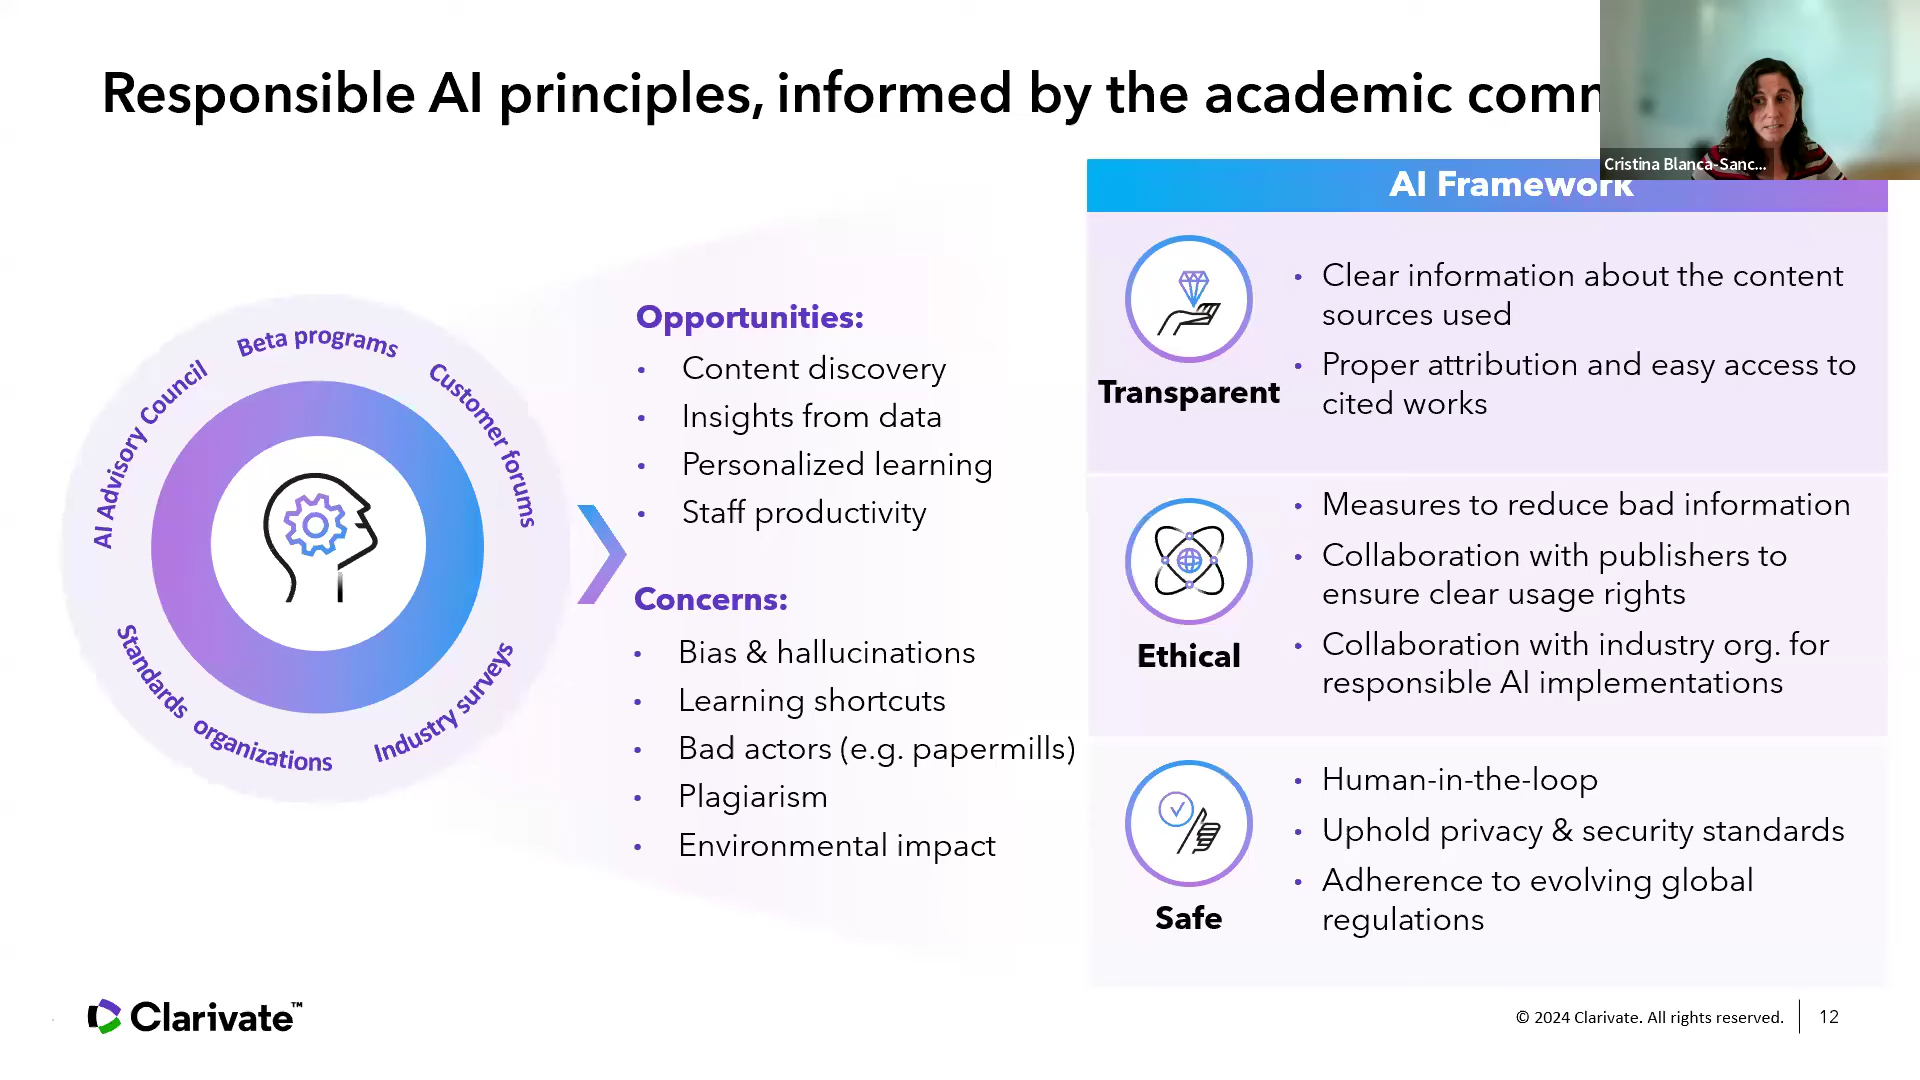 Responsible AI principles, informed by the academic
Cristina Blanca-Sanc...
AI Advisory Council
Beta programs
Customer forums
Standards organizations
Industry surveys
Opportunities:
• Content discovery
• Insights from data
• Personalized learning
• Staff productivity
Concerns:
• Bias & hallucinations
• Learning shortcuts
• Bad actors (e.g. papermills)
• Plagiarism
• Environmental impact
AI Framework
Transparent
• Clear information about the content
sources used
• Proper attribution and easy access to
cited works
Ethical
• Measures to reduce bad information
• Collaboration with publishers to
ensure clear usage rights
• Collaboration with industry org. for
responsible AI implementations
Safe
• Human-in-the-loop
• Uphold privacy & security standards
• Adherence to evolving global
regulations
Clarivate™
© 2024 Clarivate. All rights reserved.
12